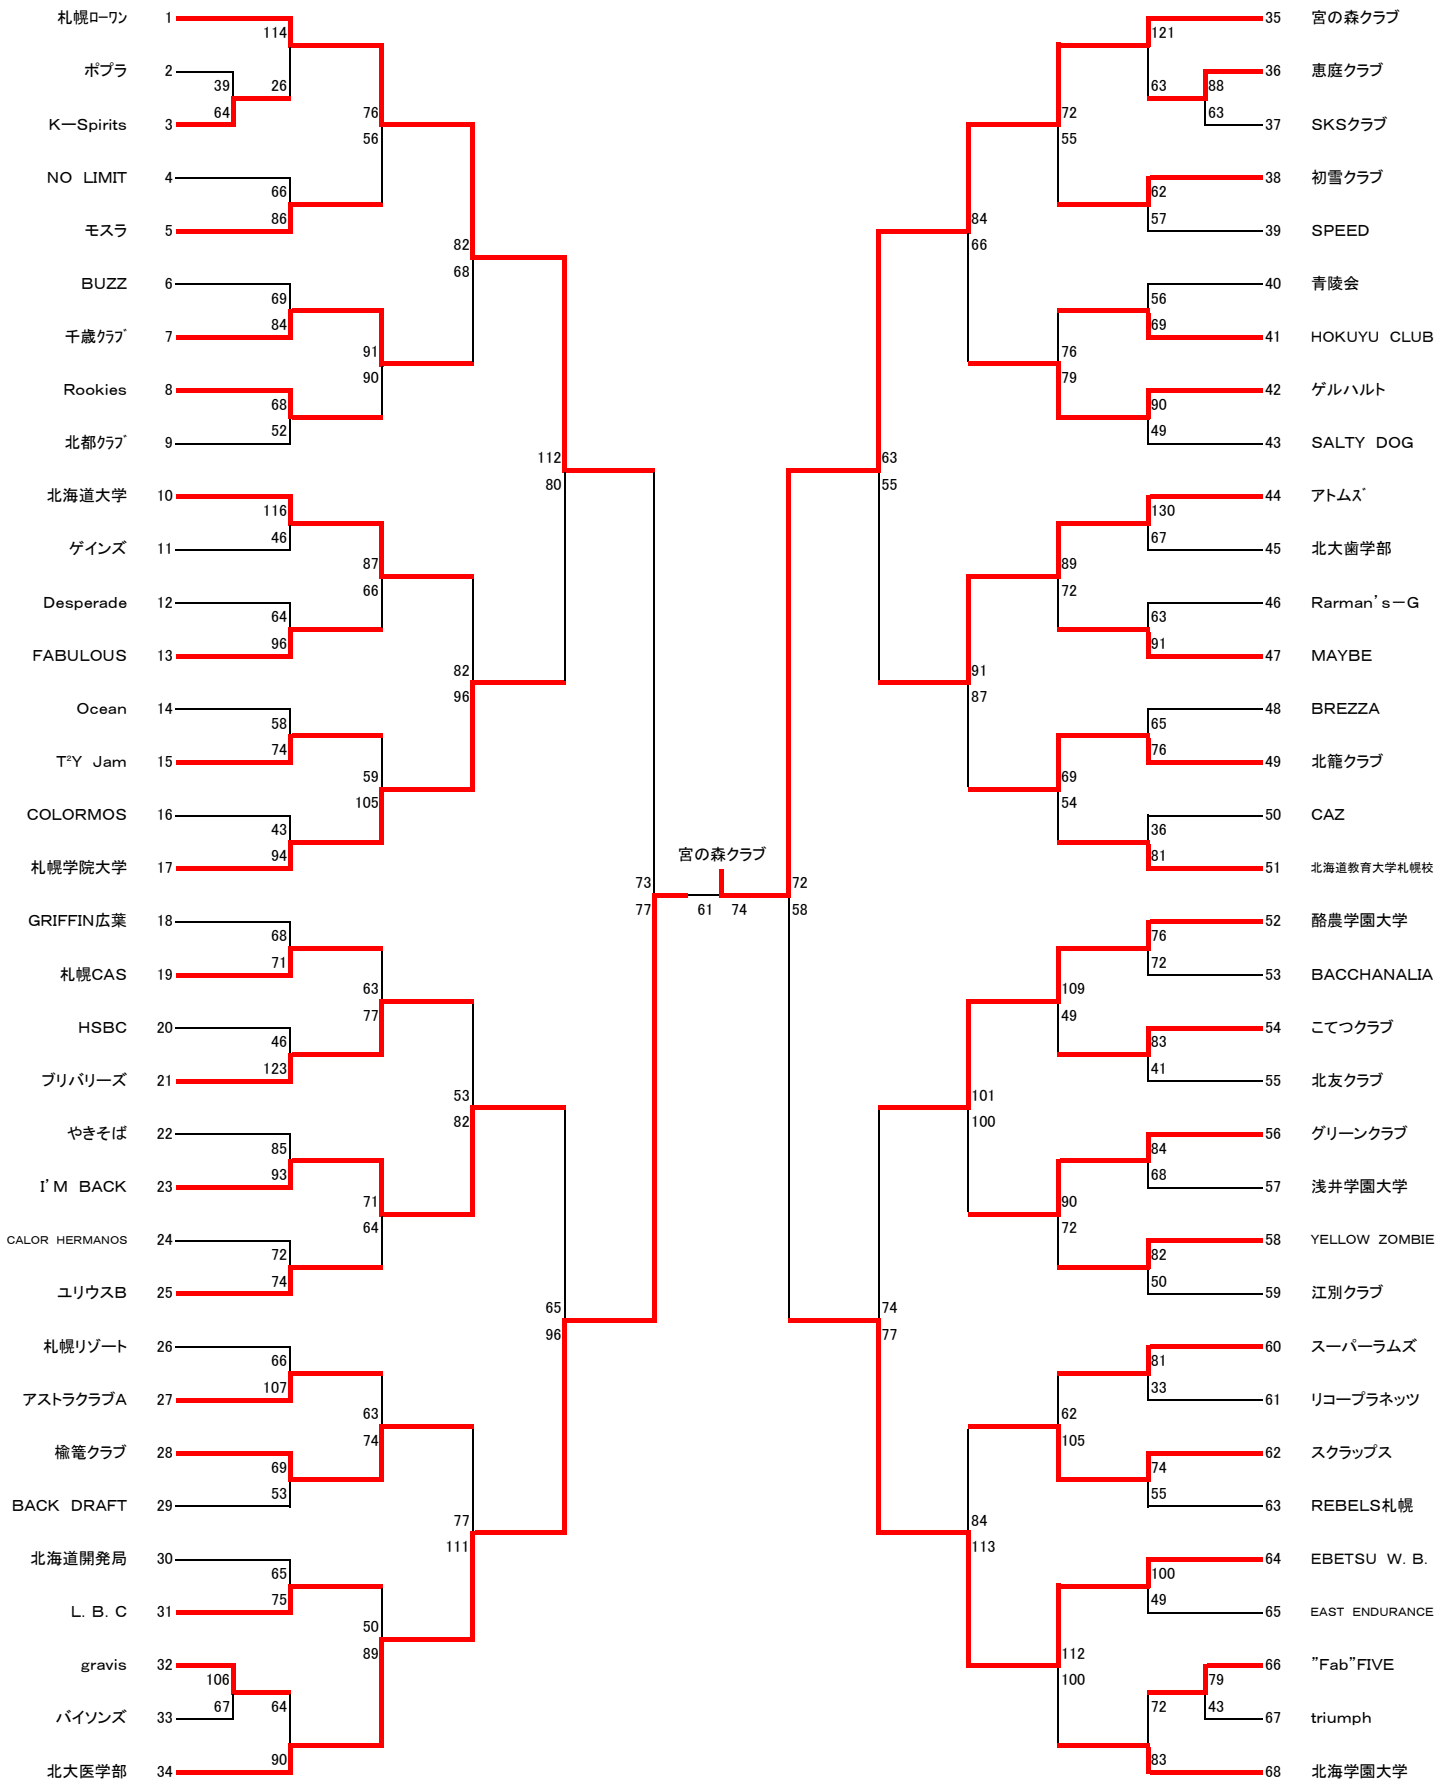 札幌ローワン 1
114
ポプラ 2
39
26
64
KーSpirits 3
76
56
NO LIMIT 4
66
86
モスラ 5
82
68
BUZZ 6
69
84
千歳クラブ 7
91
90
Rookies 8
68
52
北都クラブ 9
112
80
北海道大学 10
116
46
ゲインズ 11
87
66
Desperade 12
64
96
FABULOUS 13
82
96
Ocean 14
58
74
T²Y Jam 15
59
105
COLORMOS 16
43
94
札幌学院大学 17
73
77
GRIFFIN広葉 18
68
71
札幌CAS 19
63
77
HSBC 20
46
123
ブリバリーズ 21
53
82
やきそば 22
85
93
I'M BACK 23
71
64
CALOR HERMANOS 24
72
74
ユリウスB 25
65
96
札幌リゾート 26
66
107
アストラクラブA 27
63
74
楡篭クラブ 28
69
53
BACK DRAFT 29
77
111
北海道開発局 30
65
75
L.B.C 31
50
89
gravis 32
106
67
64
バイソンズ 33
90
北大医学部 34
宮の森クラブ
61 74
35 宮の森クラブ
121
36 恵庭クラブ
63
88
63
37 SKSクラブ
72
55
38 初雪クラブ
62
57
39 SPEED
84
66
40 青陵会
56
69
41 HOKUYU CLUB
76
79
42 ゲルハルト
90
49
43 SALTY DOG
63
55
44 アトムズ
130
67
45 北大歯学部
89
72
46 Rarman'sーG
63
91
47 MAYBE
91
87
48 BREZZA
65
76
49 北籠クラブ
69
54
50 CAZ
36
81
51 北海道教育大学札幌校
72
58
52 酪農学園大学
76
72
53 BACCHANALIA
109
49
54 こてつクラブ
83
41
55 北友クラブ
101
100
56 グリーンクラブ
84
68
57 浅井学園大学
90
72
58 YELLOW ZOMBIE
82
50
59 江別クラブ
74
77
60 スーパーラムズ
81
33
61 リコープラネッツ
62
105
62 スクラップス
74
55
63 REBELS札幌
84
113
64 EBETSU W.B.
100
49
65 EAST ENDURANCE
112
100
66 "Fab"FIVE
79
43
72
67 triumph
83
68 北海学園大学